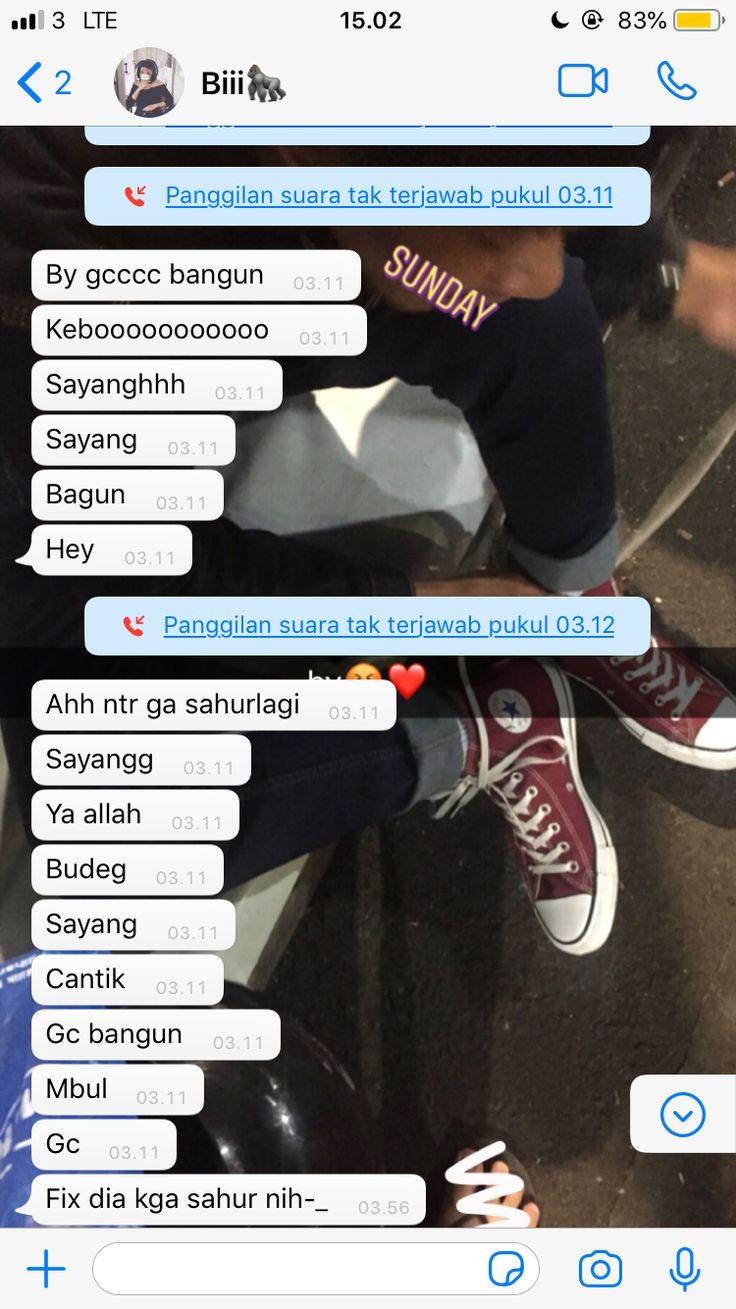 3 LTE 15.02 83%
2 Biii🦍
Panggilan suara tak terjawab pukul 03.11
By gcccc bangun 03.11
SUNDAY
Kebooooooooooo 03.11
Sayanghhh 03.11
Sayang 03.11
Bagun 03.11
Hey 03.11
Panggilan suara tak terjawab pukul 03.12
Ahh ntr ga sahurlagi 03.11
Sayangg 03.11
Ya allah 03.11
Budeg 03.11
Sayang 03.11
Cantik 03.11
Gc bangun 03.11
Mbul 03.11
Gc 03.11
Fix dia kga sahur nih-_ 03.56